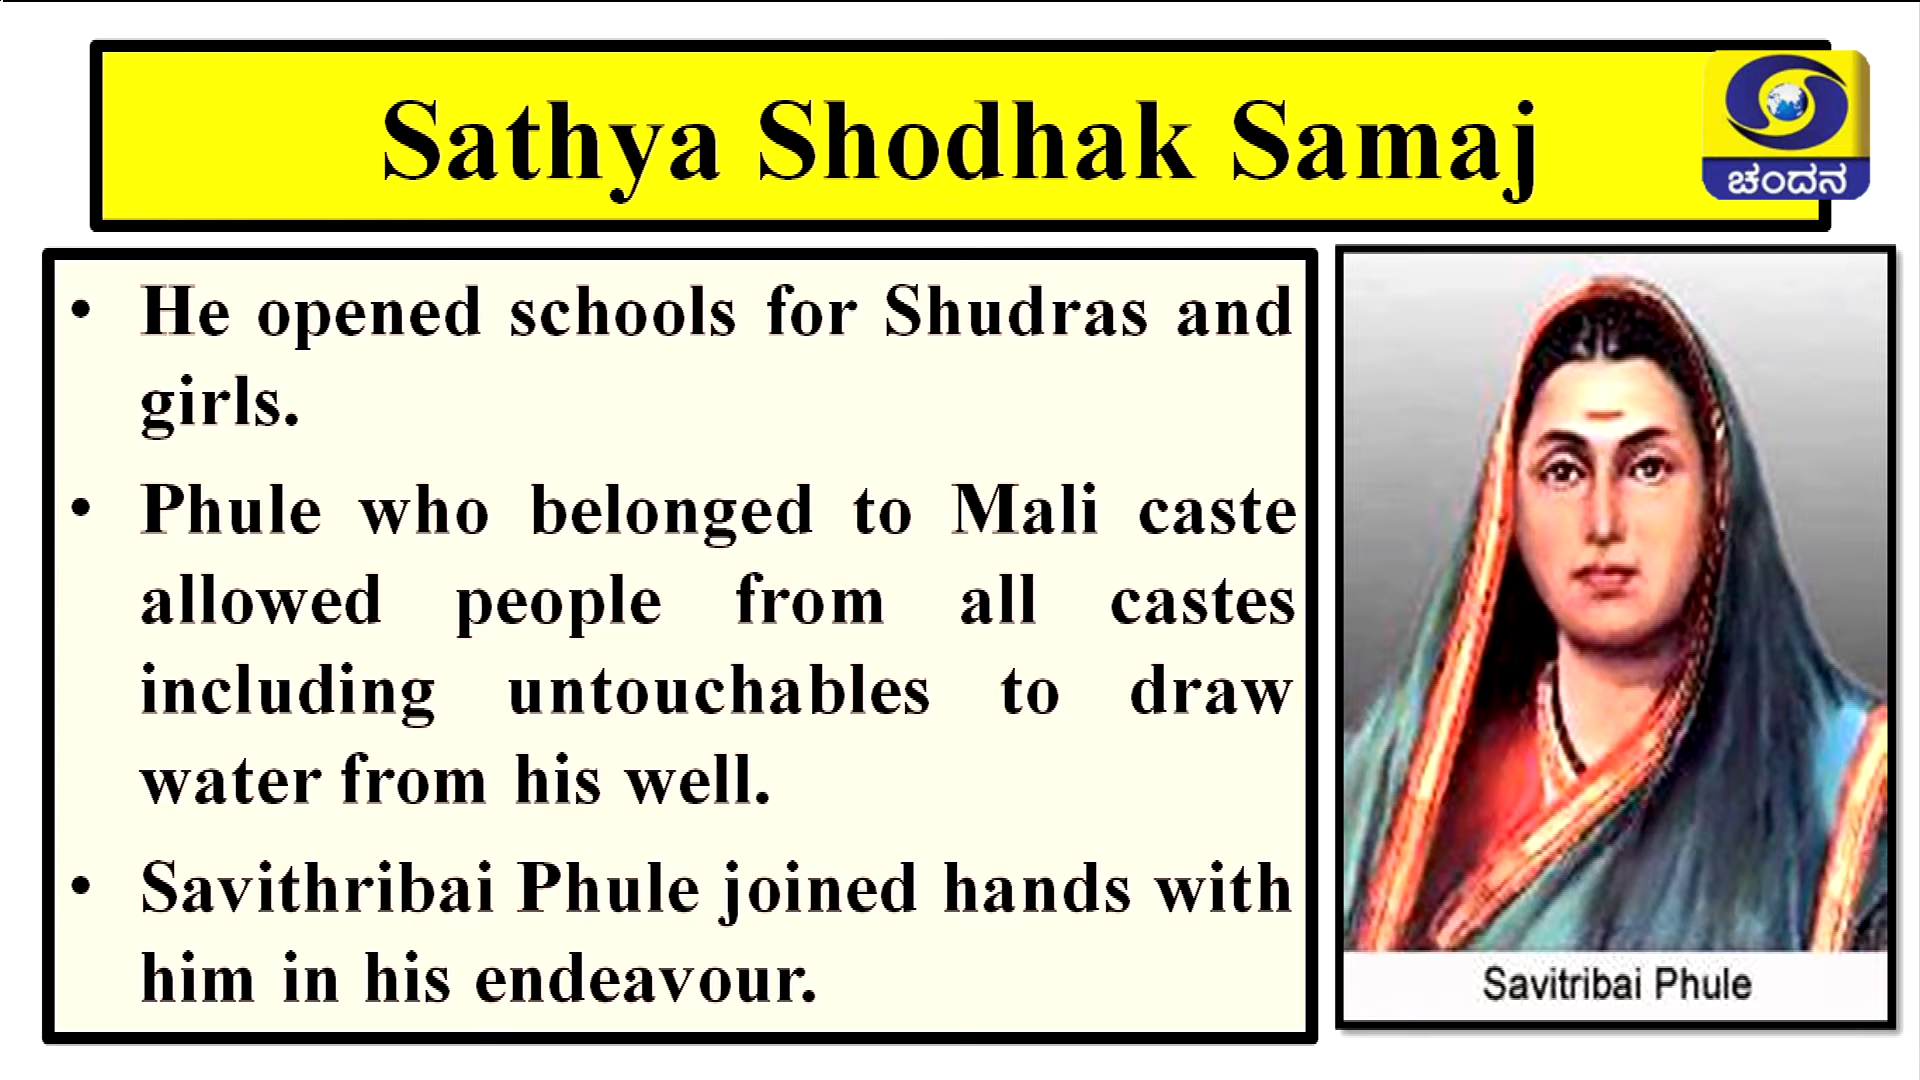 Sathya Shodhak Samaj
ಚಂದನ
• He opened schools for Shudras and
girls.
• Phule who belonged to Mali caste
allowed people from all castes
including untouchables to draw
water from his well.
• Savithribai Phule joined hands with
him in his endeavour.
Savitribai Phule